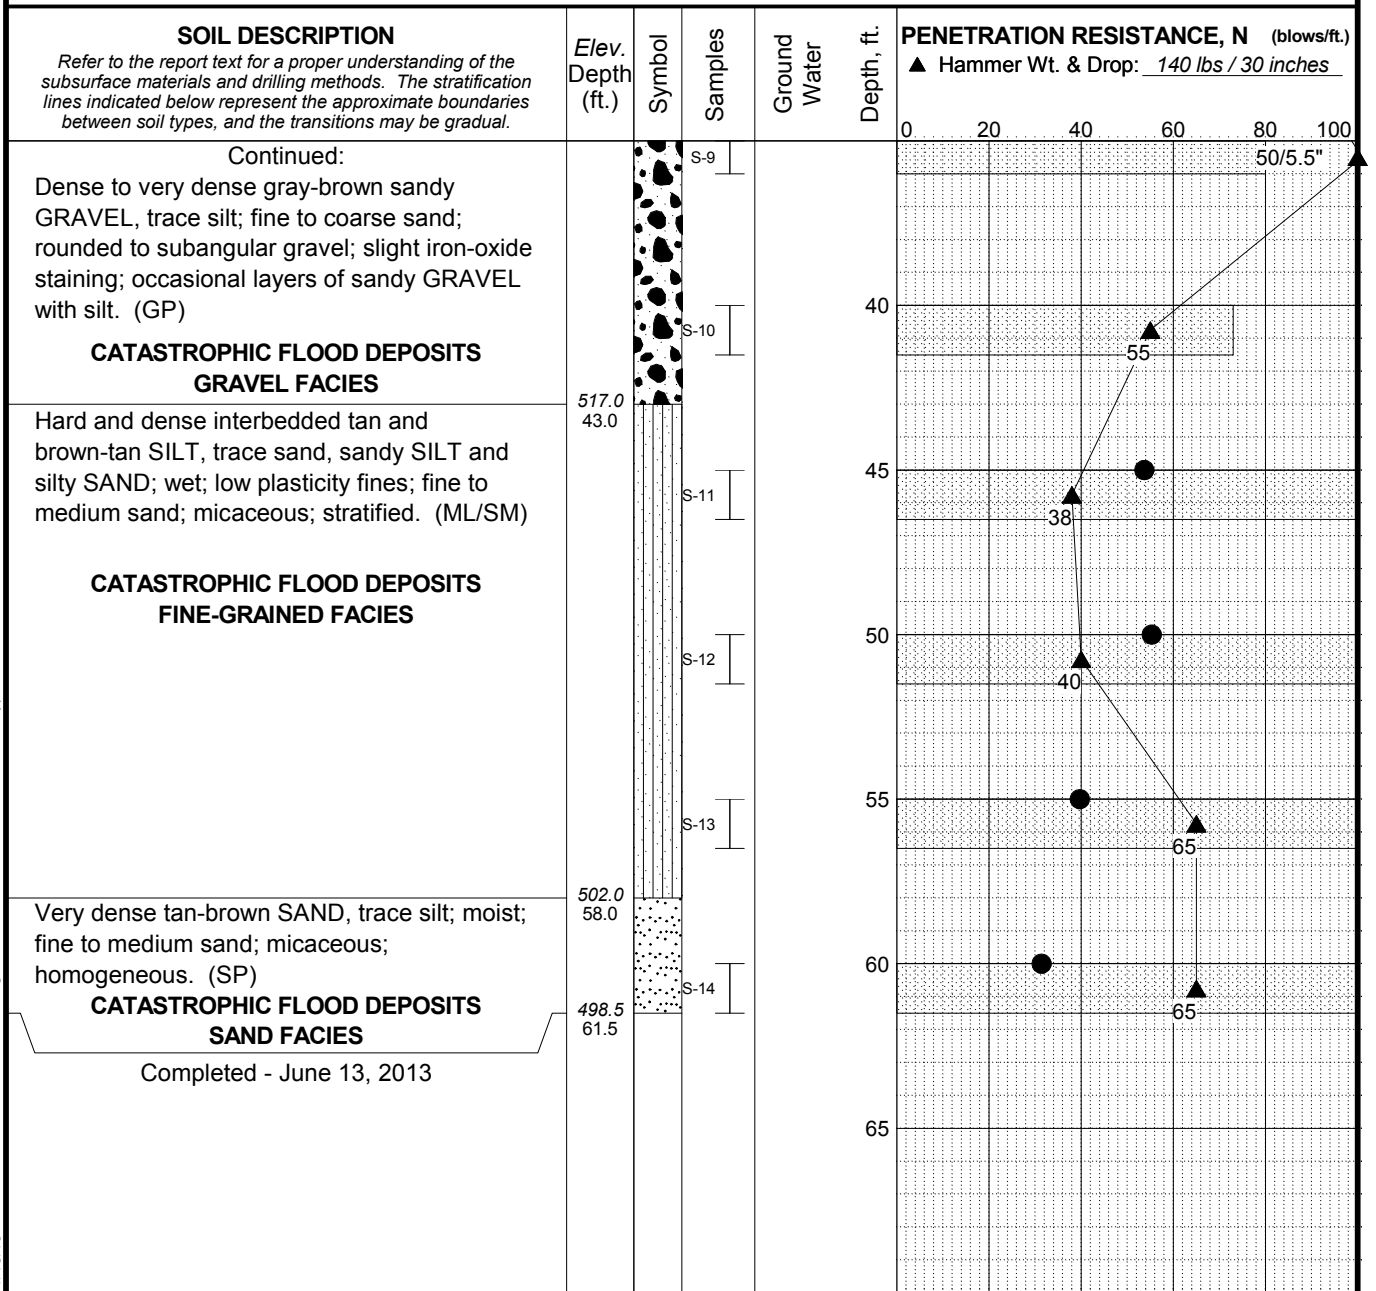 SOIL DESCRIPTION
Refer to the report text for a proper understanding of the
subsurface materials and drilling methods. The stratification
lines indicated below represent the approximate boundaries
between soil types, and the transitions may be gradual.
Elev.
Depth
(ft.)
Symbol
Samples
Ground
Water
Depth, ft.
PENETRATION RESISTANCE, N (blows/ft.)
▲ Hammer Wt. & Drop: 140 lbs / 30 inches
0 20 40 60 80 100
Continued:
Dense to very dense gray-brown sandy
GRAVEL, trace silt; fine to coarse sand;
rounded to subangular gravel; slight iron-oxide
staining; occasional layers of sandy GRAVEL
with silt. (GP)
CATASTROPHIC FLOOD DEPOSITS
GRAVEL FACIES
517.0
43.0
Hard and dense interbedded tan and
brown-tan SILT, trace sand, sandy SILT and
silty SAND; wet; low plasticity fines; fine to
medium sand; micaceous; stratified. (ML/SM)
CATASTROPHIC FLOOD DEPOSITS
FINE-GRAINED FACIES
502.0
58.0
Very dense tan-brown SAND, trace silt; moist;
fine to medium sand; micaceous;
homogeneous. (SP)
CATASTROPHIC FLOOD DEPOSITS
SAND FACIES
498.5
61.5
Completed - June 13, 2013
S-9
S-10
S-11
S-12
S-13
S-14
40
45
50
55
60
65
50/5.5"
55
38
40
65
65